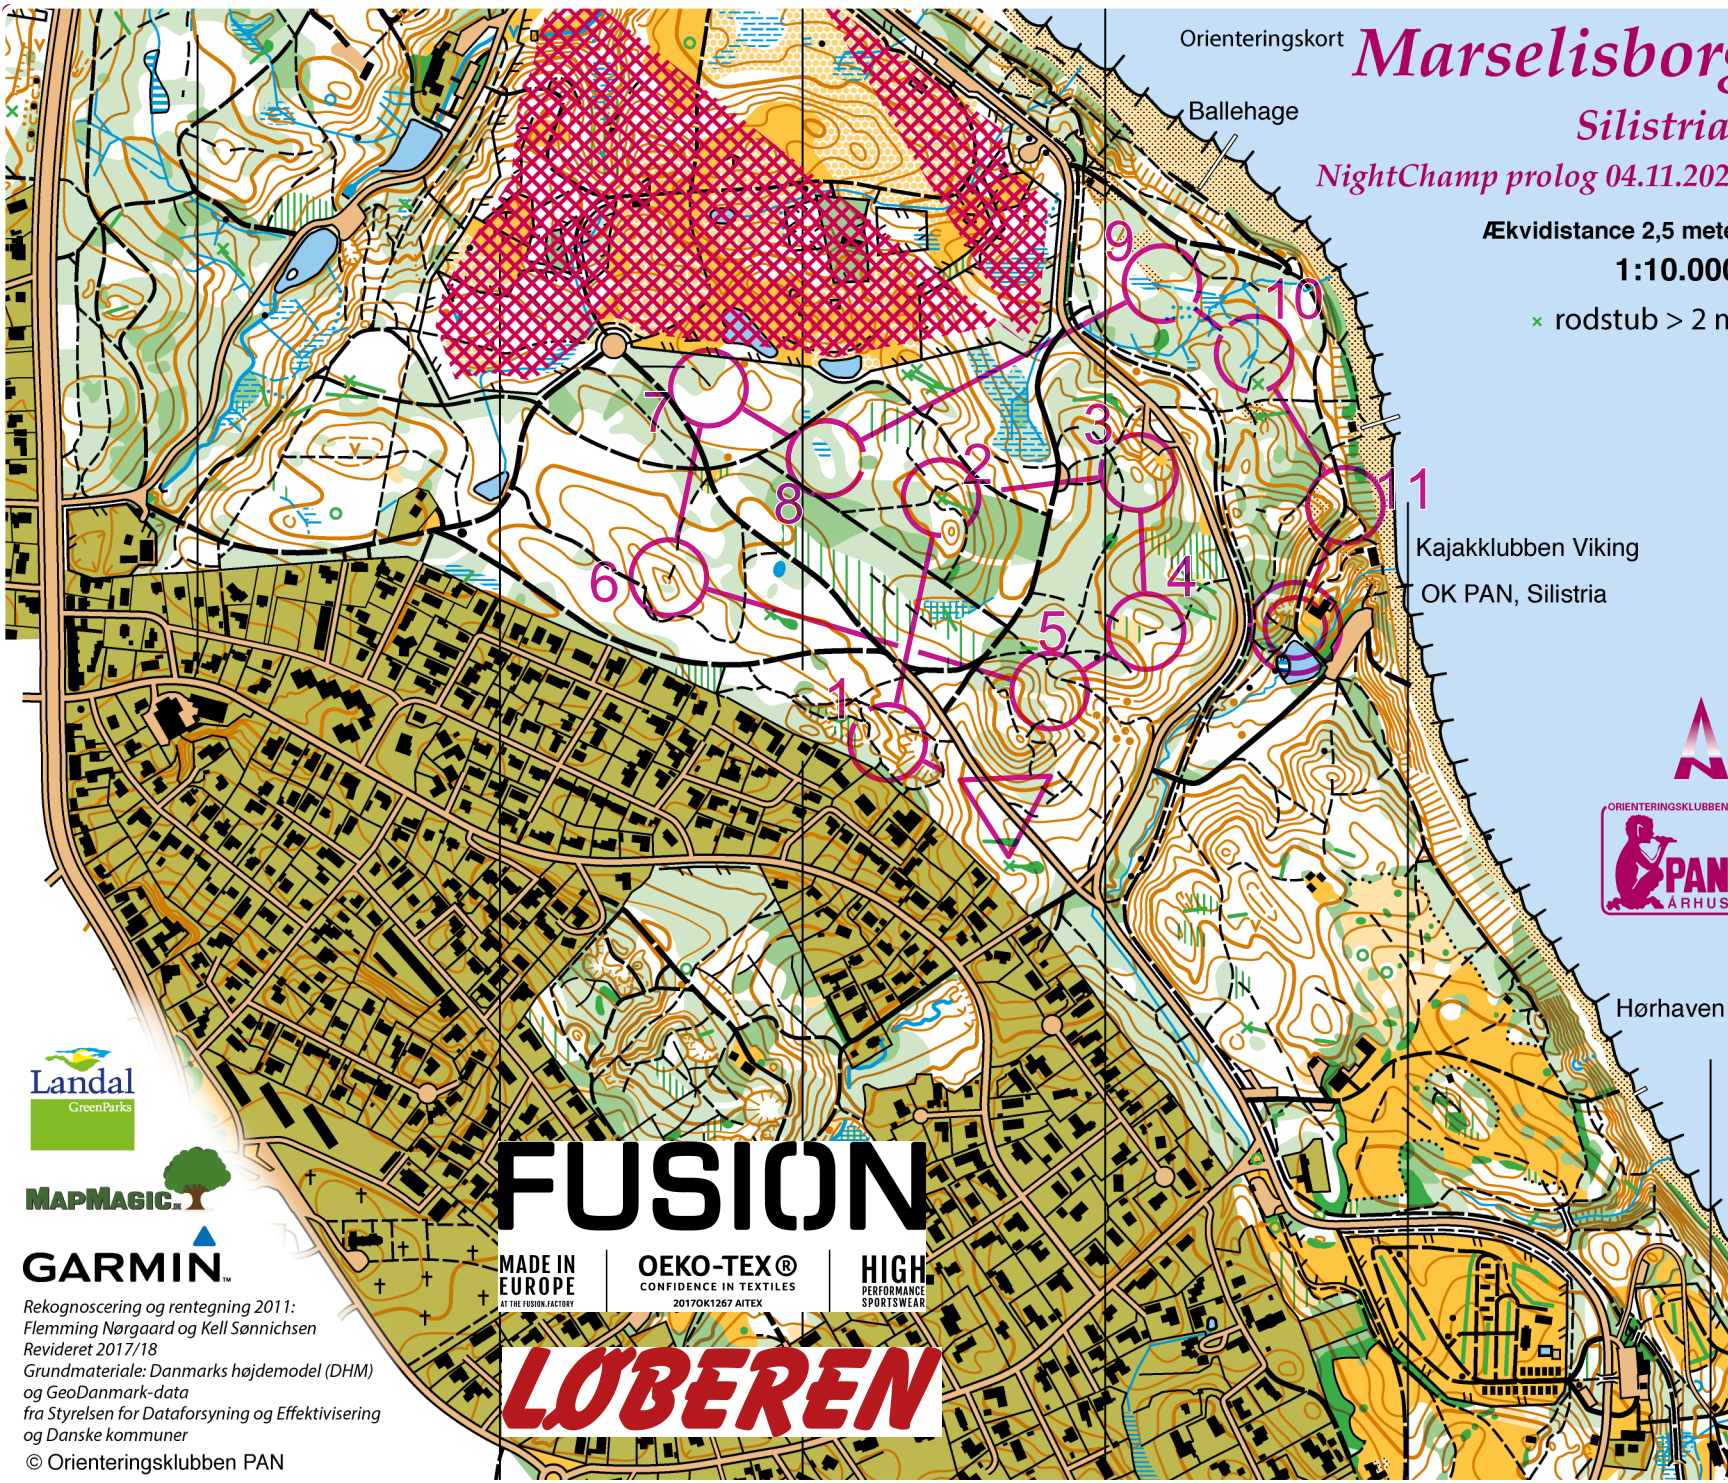 Orienteringskort
Marselisborg
Silistria
NightChamp prolog 04.11.202
Ballehage
Ækvidistance 2,5 mete
1:10.000
× rodstub > 2 m
9
10
7
3
2
8
11
6
4
5
1
Kajakklubben Viking
OK PAN, Silistria
ORIENTERINGSKLUBBEN
PAN
ÅRHUS
Hørhaven
Landal
GreenParks
MAPMAGIC.DK
GARMIN™
FUSION
MADE IN
EUROPE
AT THE FUSION.FACTORY
OEKO-TEX®
CONFIDENCE IN TEXTILES
2017OK1267 AITEX
HIGH
PERFORMANCE
SPORTSWEAR
LØBEREN
Rekognoscering og rentegning 2011:
Flemming Nørgaard og Kell Sønnichsen
Revideret 2017/18
Grundmateriale: Danmarks højdemodel (DHM)
og GeoDanmark-data
fra Styrelsen for Dataforsyning og Effektivisering
og Danske kommuner
© Orienteringsklubben PAN